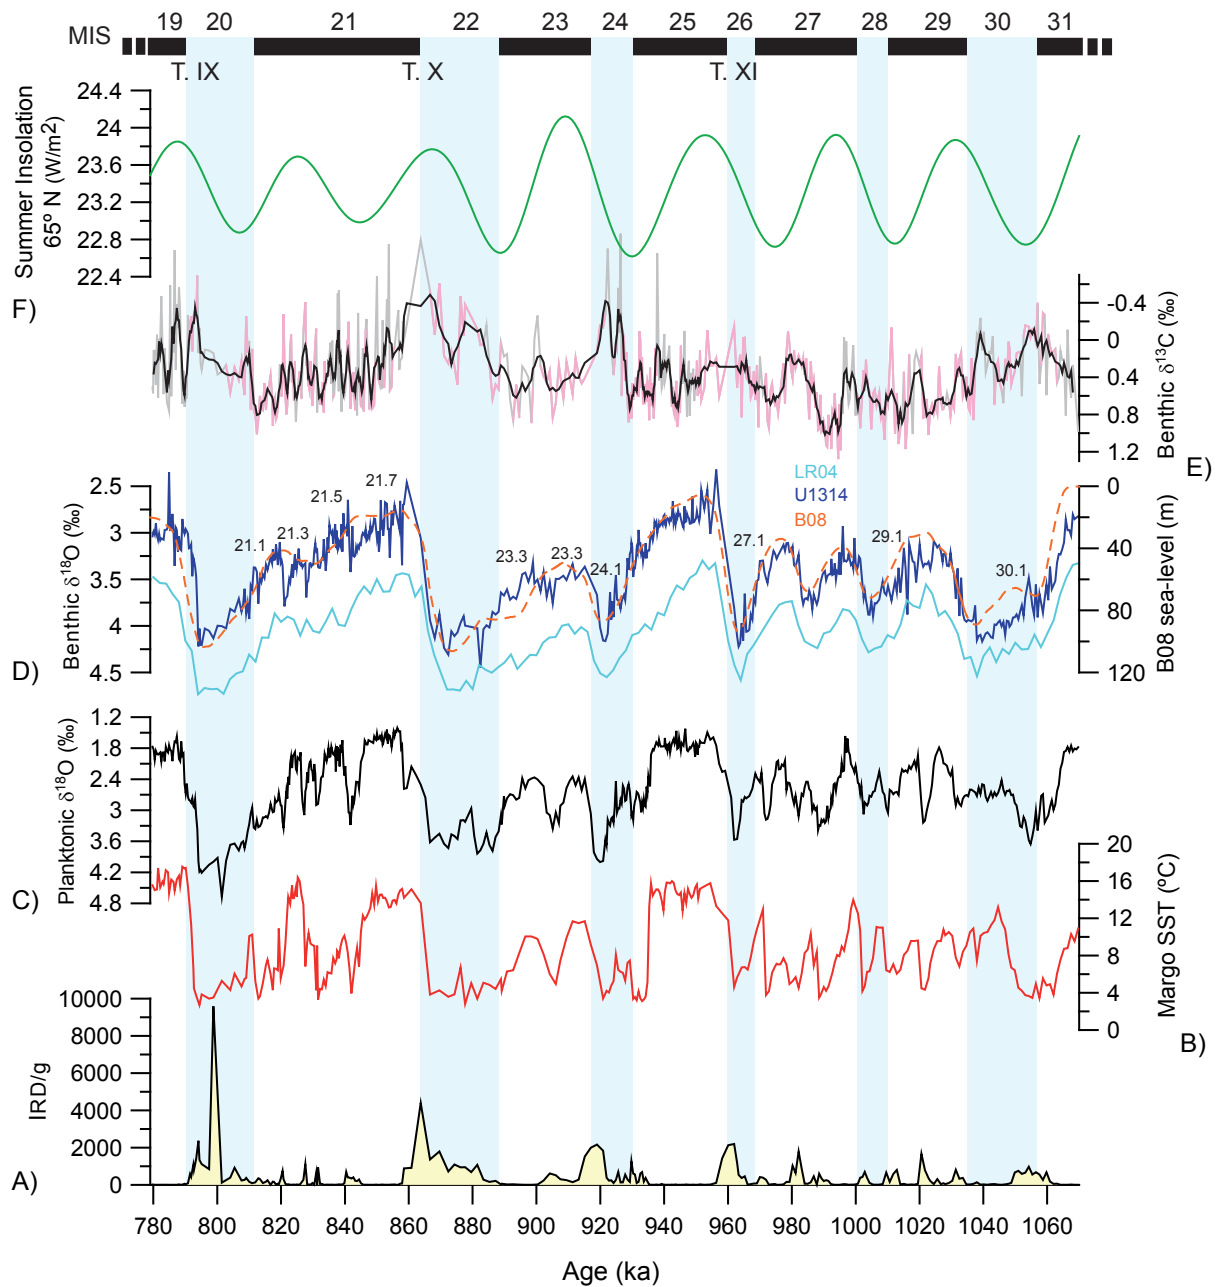 19 20 21 22 23 24 25 26 27 28 29 30 31
MIS
T. IX T. X T. XI
Summer Insolation
65º N (W/m2)
24.4
24
23.6
23.2
22.8
22.4
F)
-0.4
0
0.4
0.8
1.2
Benthic δ13C (‰)
E)
LR04
U1314
B08
Benthic δ18O (‰)
2.5
3
3.5
4
4.5
D)
21.1
21.3
21.5
21.7
23.3
23.3
24.1
27.1
29.1
30.1
0
40
80
120
B08 sea-level (m)
Planktonic δ18O (‰)
1.2
1.8
2.4
3
3.6
4.2
4.8
C)
20
16
12
8
4
0
Margo SST (ºC)
B)
IRD/g
10000
8000
6000
4000
2000
0
A)
780 800 820 840 860 880 900 920 940 960 980 1000 1020 1040 1060
Age (ka)